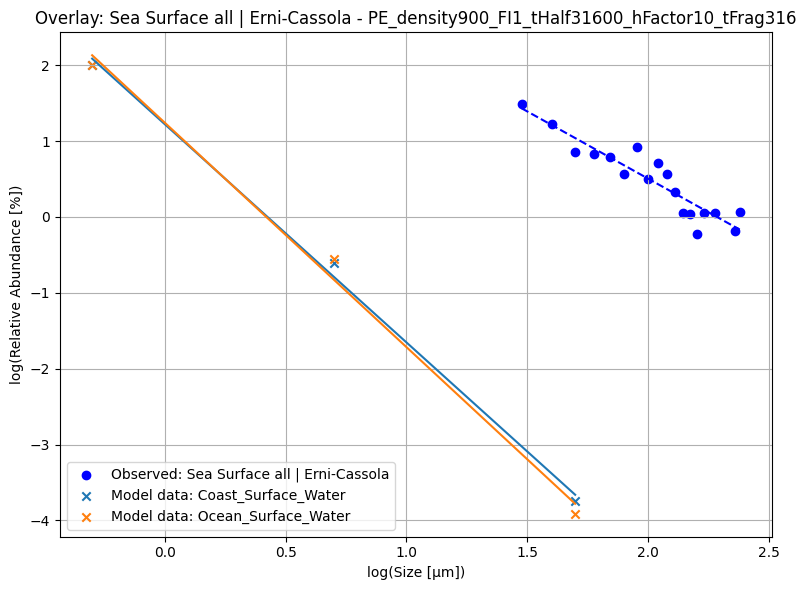 Overlay: Sea Surface all | Erni-Cassola - PE_density900_FI1_tHalf31600_hFactor10_tFrag316
log(Relative Abundance [%])
2
1
0
−1
−2
−3
−4
Observed: Sea Surface all | Erni-Cassola
Model data: Coast_Surface_Water
Model data: Ocean_Surface_Water
0.0 0.5 1.0 1.5 2.0 2.5
log(Size [μm])